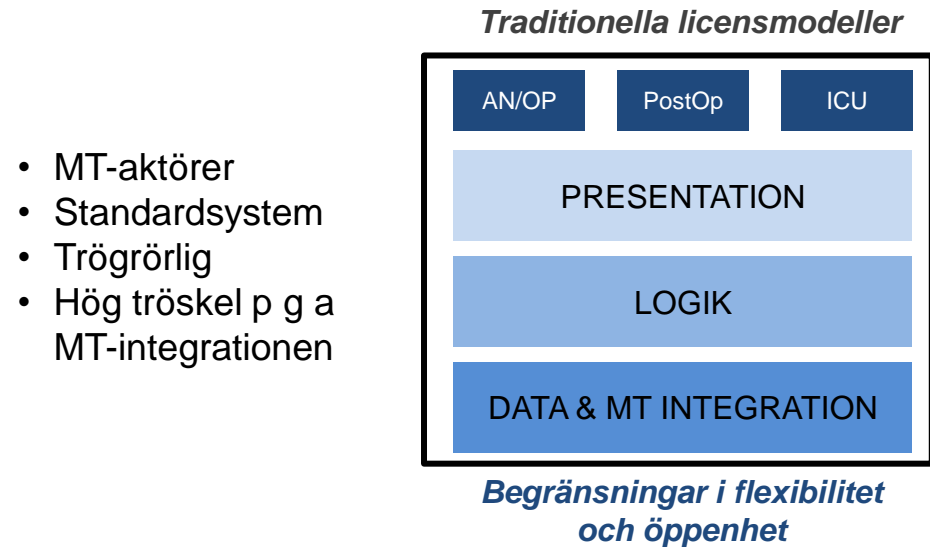 Traditionella licensmodeller
AN/OP
PostOp
ICU
• MT-aktörer
• Standardsystem
• Trögrörlig
• Hög tröskel p g a
MT-integrationen
PRESENTATION
LOGIK
DATA & MT INTEGRATION
Begränsningar i flexibilitet
och öppenhet